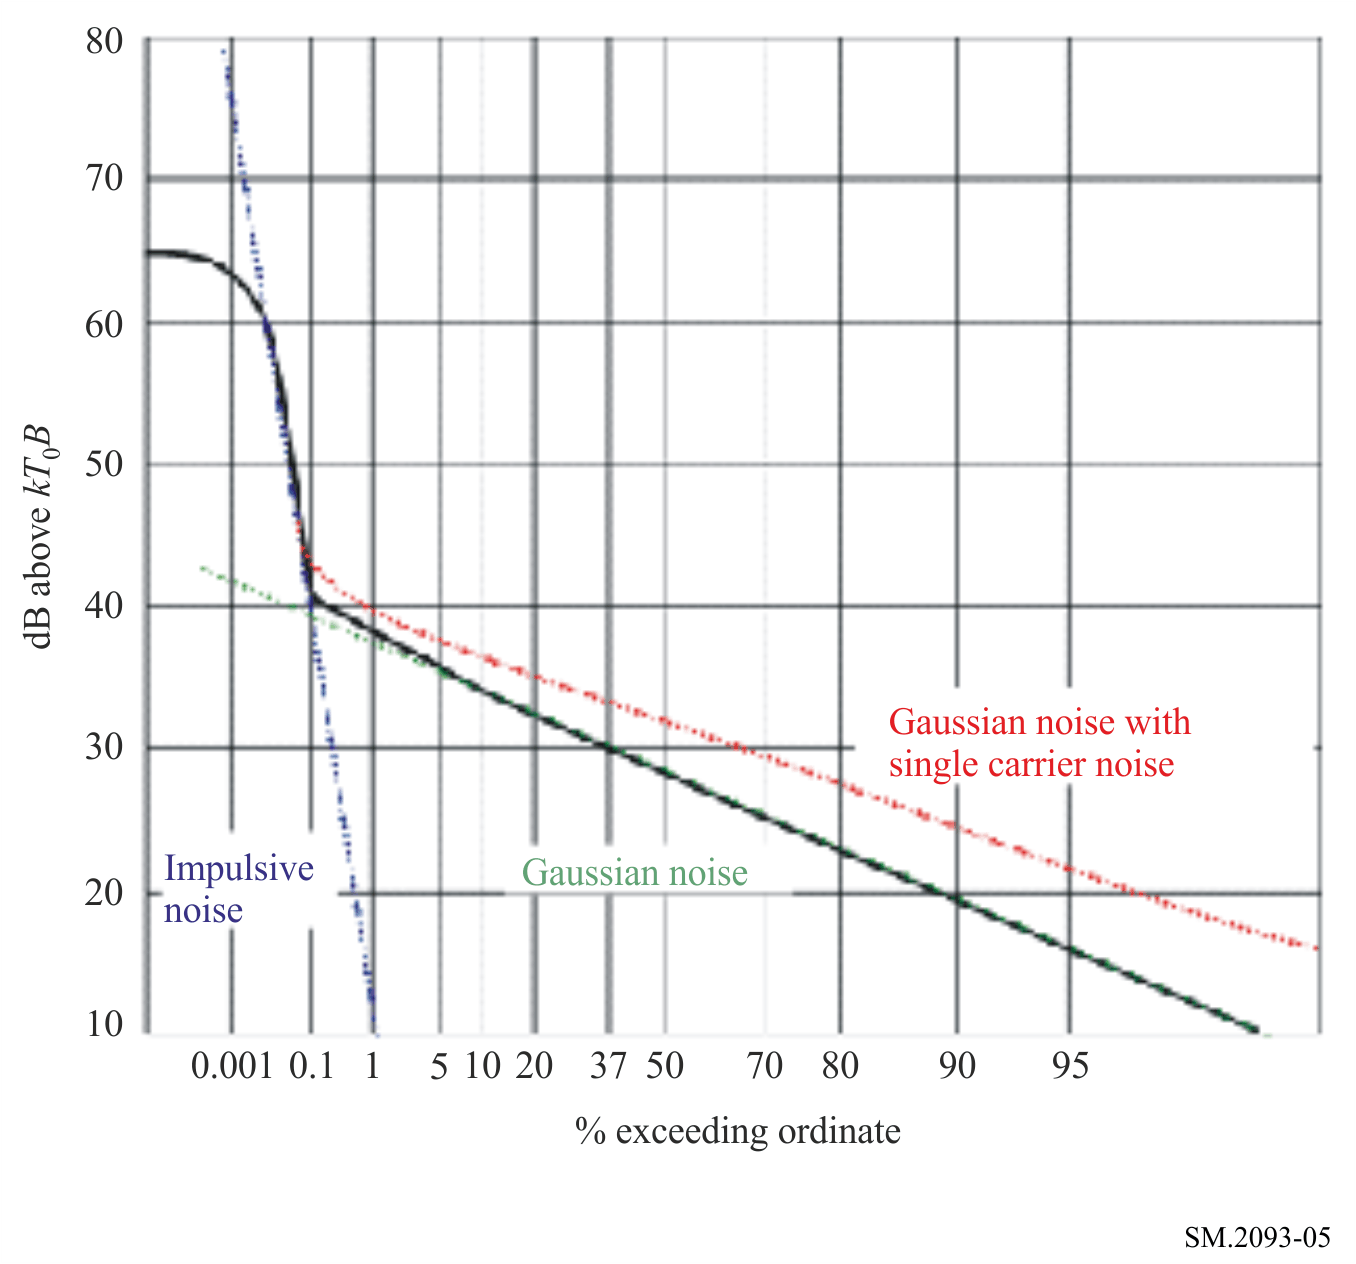 80
70
60
50
40
30
20
10
dB above kT₀B
Gaussian noise with
single carrier noise
Impulsive
noise
Gaussian noise
0.001 0.1 1 5 10 20 37 50 70 80 90 95
% exceeding ordinate
SM.2093-05